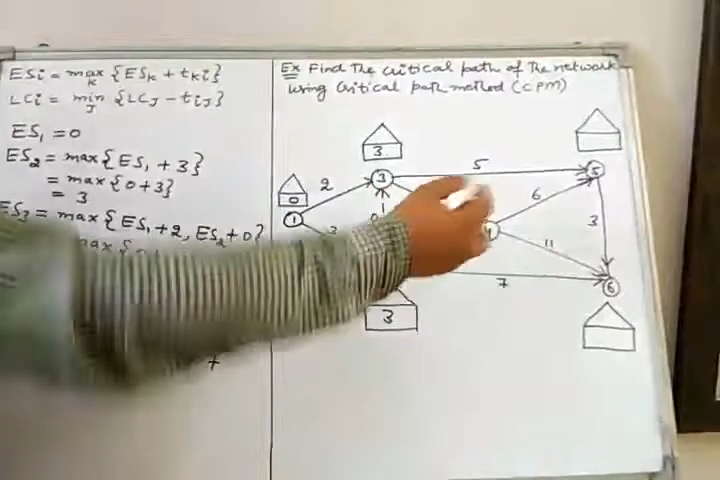 ESi = max {ESk + tki}
k
LCi = min {LCJ - tiJ}
J
ES1 = 0
ES2 = max {ES1 + 3}
= max {0+3}
= 3
ES3 = max {ES1 + 2, ES2 + 0}
Ex Find the critical path of the network
using Critical path method (CPM)
3
0
2
5
6
3
11
7
1
3
5
6
3